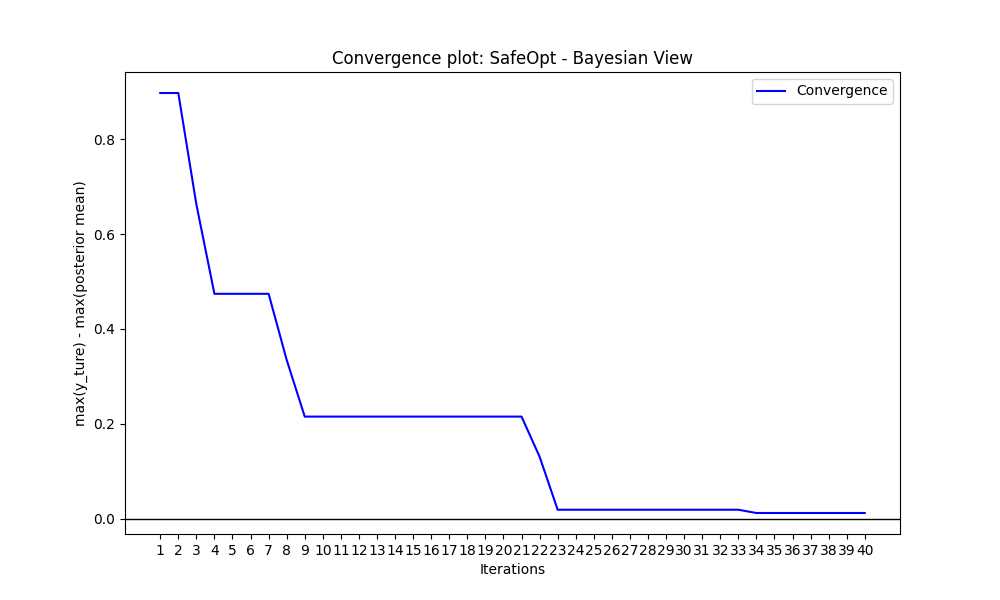 Convergence plot: SafeOpt - Bayesian View
Convergence
max(y_ture) - max(posterior mean)
0.8
0.6
0.4
0.2
0.0
1 2 3 4 5 6 7 8 9 10 11 12 13 14 15 16 17 18 19 20 21 22 23 24 25 26 27 28 29 30 31 32 33 34 35 36 37 38 39 40
Iterations